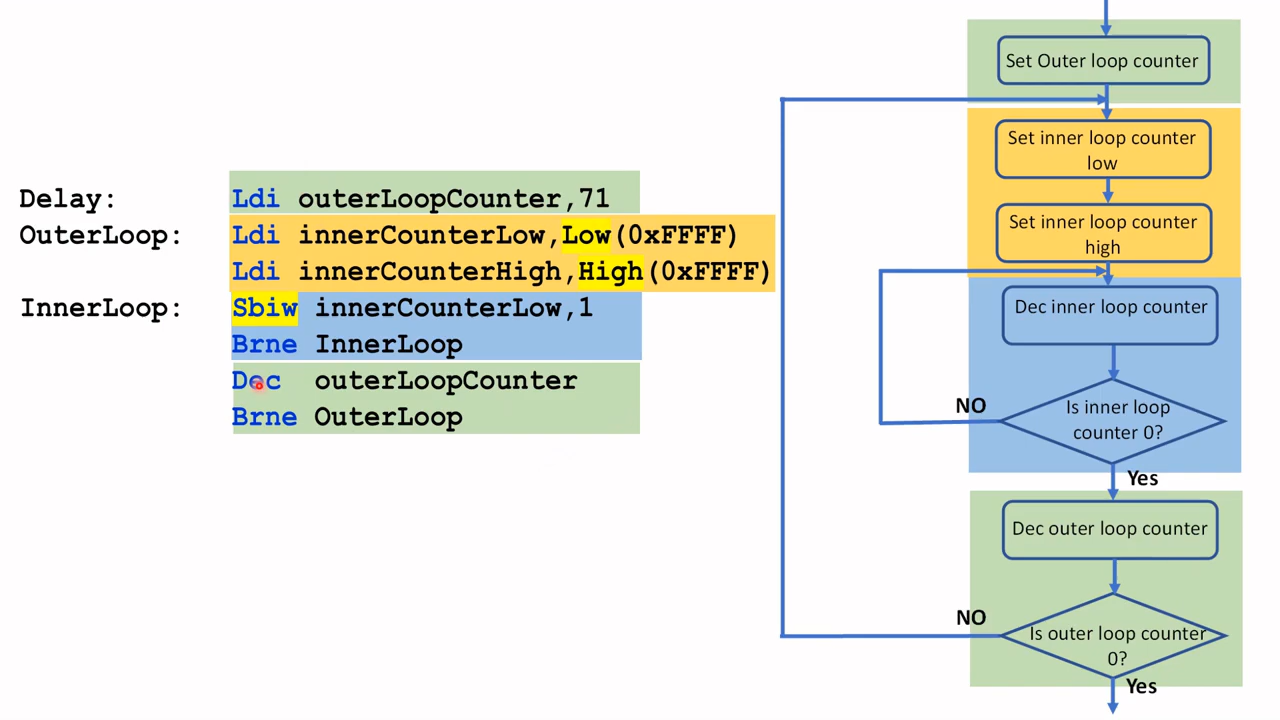 Delay: Ldi outerLoopCounter,71
OuterLoop: Ldi innerCounterLow,Low(0xFFFF)
Ldi innerCounterHigh,High(0xFFFF)
InnerLoop: Sbiw innerCounterLow,1
Brne InnerLoop
Dec outerLoopCounter
Brne OuterLoop
Set Outer loop counter
Set inner loop counter
low
Set inner loop counter
high
Dec inner loop counter
Is inner loop
counter 0?
NO
Yes
Dec outer loop counter
Is outer loop counter
0?
NO
Yes